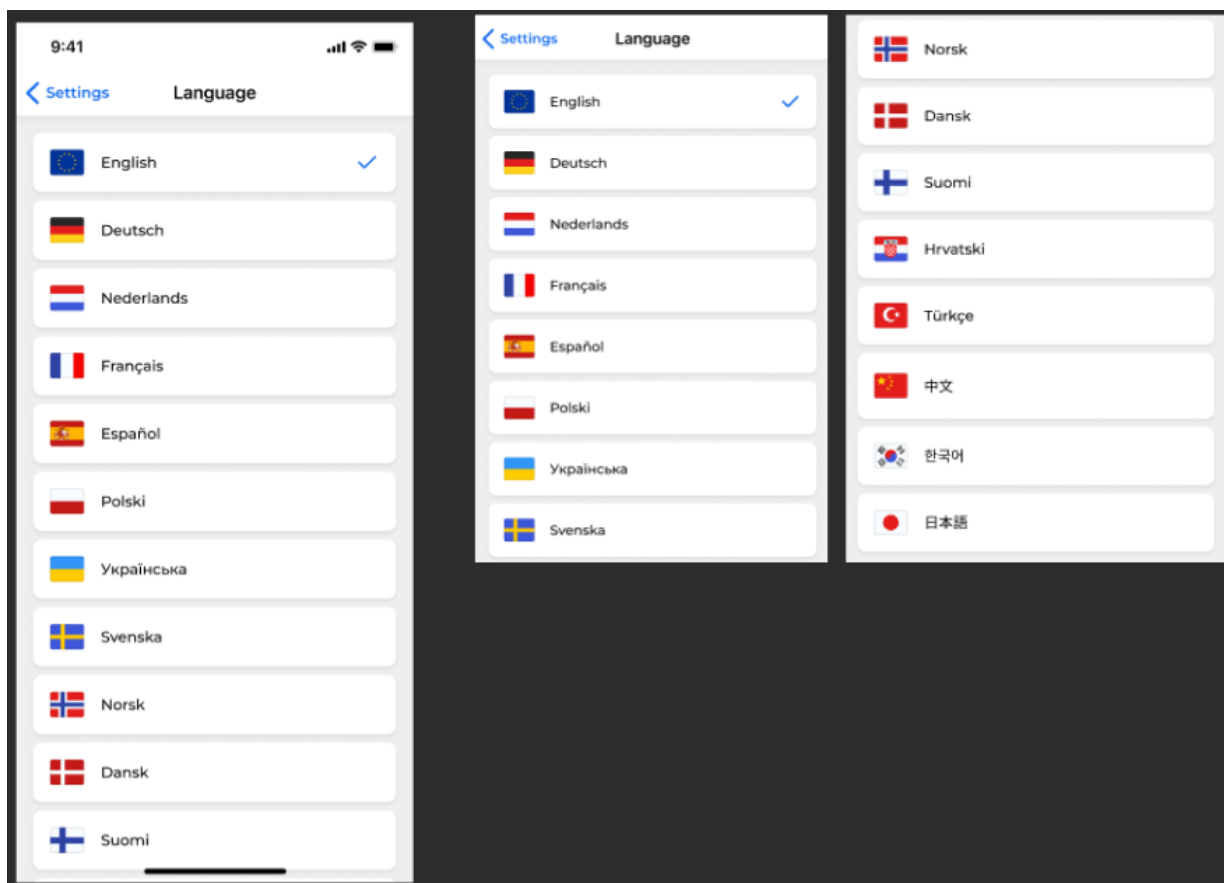 9:41
Settings Language
English
Deutsch
Nederlands
Français
Español
Polski
Українська
Svenska
Norsk
Dansk
Suomi
Settings Language
English
Deutsch
Nederlands
Français
Español
Polski
Українська
Svenska
Norsk
Dansk
Suomi
Hrvatski
Türkçe
中文
한국어
日本語